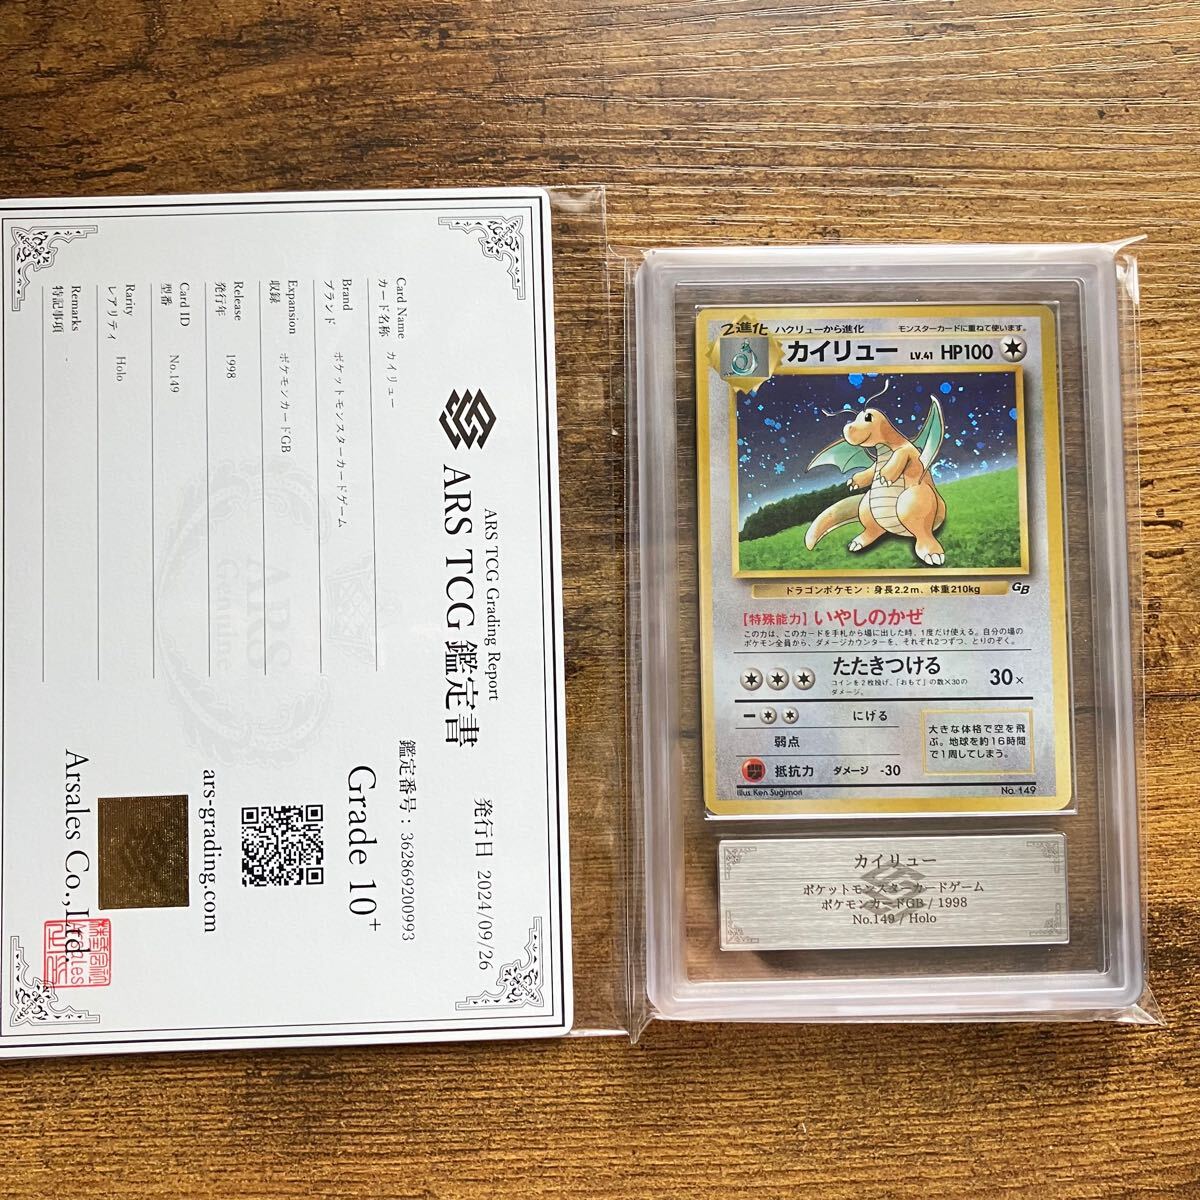 ARS TCG Grading Report
ARS TCG 鑑定書
Card Name
カード名称 カイリュー
Brand
ブランド ポケットモンスターカードゲーム
Expansion
収録 ポケモンカードGB
Release
発行年 1998
Card ID
型番 No.149
Rarity
レアリティ Holo
Remarks
特記事項 -
発行日 2024/09/26
鑑定番号：36286920093
Grade 10+
ars-grading.com
Arsales Co.,Ltd.
2進化 ハクリューから進化 モンスターカードに重ねて使います。
カイリュー LV.41 HP100
ドラゴンポケモン：身長2.2m、体重210kg
GB
【特殊能力】いやしのかぜ
この力は、このカードを手札から場に出した時、1度だけ使える。自分の場の
ポケモン全員から、ダメージカウンターを、それぞれ2つずつ、とりのぞく。
たたきつける 30×
コインを2枚投げ、「おもて」の数×30の
ダメージ。
にげる
弱点
抵抗力 ダメージ -30
大きな体格で空を飛
ぶ。地球を約16時間
で1周してしまう。
Illus. Ken Sugimori No. 149
カイリュー
ポケットモンスターカードゲーム
ポケモンカードGB / 1998
No.149 / Holo